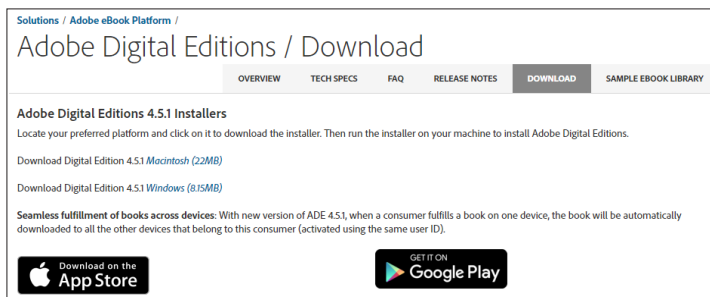 Solutions / Adobe eBook Platform /
Adobe Digital Editions / Download
OVERVIEW TECH SPECS FAQ RELEASE NOTES DOWNLOAD SAMPLE EBOOK LIBRARY
Adobe Digital Editions 4.5.1 Installers
Locate your preferred platform and click on it to download the installer. Then run the installer on your machine to install Adobe Digital Editions.
Download Digital Edition 4.5.1 Macintosh (22MB)
Download Digital Edition 4.5.1 Windows (8.15MB)
Seamless fulfillment of books across devices: With new version of ADE 4.5.1, when a consumer fulfills a book on one device, the book will be automatically
downloaded to all the other devices that belong to this consumer (activated using the same user ID).
Download on the
App Store
GET IT ON
Google Play